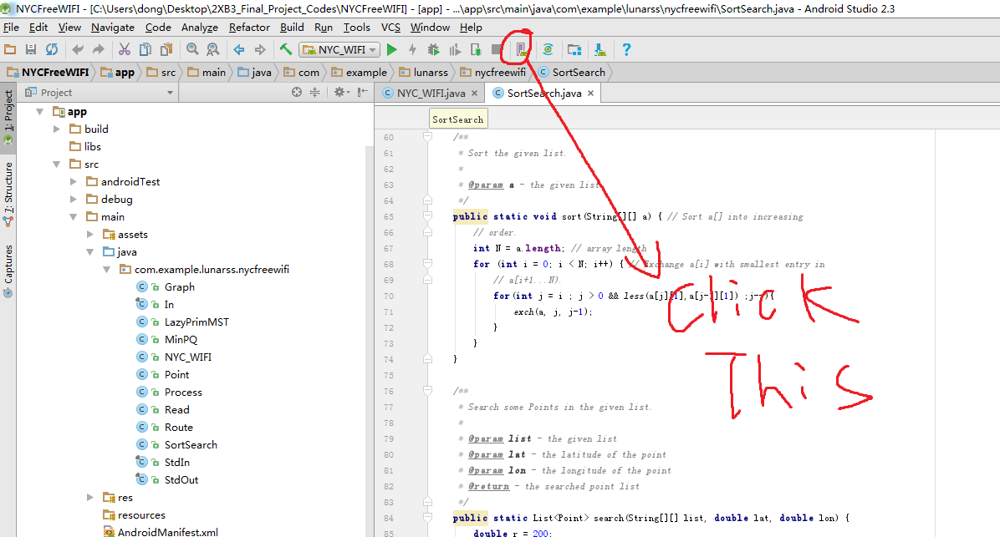 NYCFreeWIFI - [C:\Users\dong\Desktop\2XB3_Final_Project_Codes\NYCFreeWIFI] - [app] - ...\app\src\main\java\com\example\lunarss\nycfreewifi\SortSearch.java - Android Studio 2.3
File Edit View Navigate Code Analyze Refactor Build Run Tools VCS Window Help
NYC_WIFI
NYCFreeWIFI app src main java com example lunarss nycfreewifi SortSearch
Project NYC_WIFI.java SortSearch.java
1: Project
7: Structure
Captures
app
build
libs
src
androidTest
debug
main
assets
java
com.example.lunarss.nycfreewifi
Graph
In
LazyPrimMST
MinPQ
NYC_WIFI
Point
Process
Read
Route
SortSearch
StdIn
StdOut
res
resources
AndroidManifest.xml
SortSearch
60 /**
61 * Sort the given list.
62 *
63 * @param a - the given list
64 */
65 public static void sort(String[][] a) { // Sort a[] into increasing
66 // order.
67 int N = a.length; // array length
68 for (int i = 0; i < N; i++) { // Exchange a[i] with smallest entry in
69 // a[i+1...N).
70 for(int j = i ; j > 0 && less(a[j][1],a[j-1][1]) ;j--){
71 exch(a, j, j-1);
72 }
73 }
74 }
75
76 /**
77 * Search some Points in the given list.
78 *
79 * @param list - the given list
80 * @param lat - the latitude of the point
81 * @param lon - the longitude of the point
82 * @return - the searched point list
83 */
84 public static List<Point> search(String[][] list, double lat, double lon) {
85 double r = 200;
Click
This